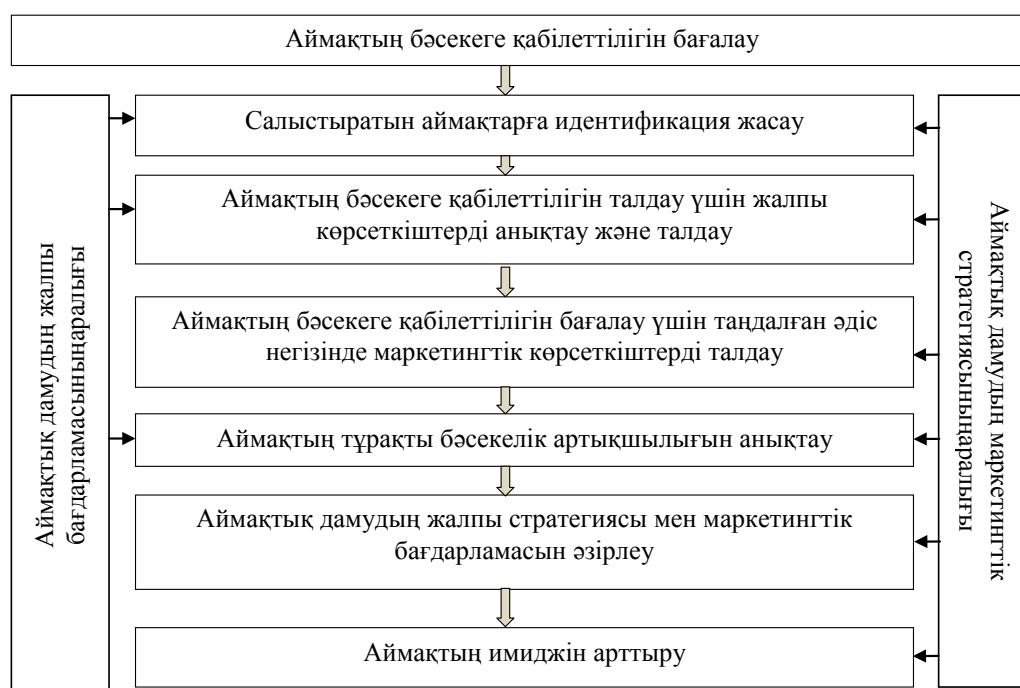 Аймақтың бәсекеге қабілеттілігін бағалау
Аймақтық дамудың жалпы
бағдарламасыныңаралығы
Салыстыратын аймақтарға идентификация жасау
Аймақтың бәсекеге қабілеттілігін талдау үшін жалпы
көрсеткіштерді анықтау және талдау
Аймақтың бәсекеге қабілеттілігін бағалау үшін таңдалған әдіс
негізінде маркетингтік көрсеткіштерді талдау
Аймақтың тұрақты бәсекелік артықшылығын анықтау
Аймақтық дамудың жалпы стратегиясы мен маркетингтік
бағдарламасын әзірлеу
Аймақтың имиджін арттыру
Аймақтық дамудың маркетингтік
стратегиясыныңаралығы